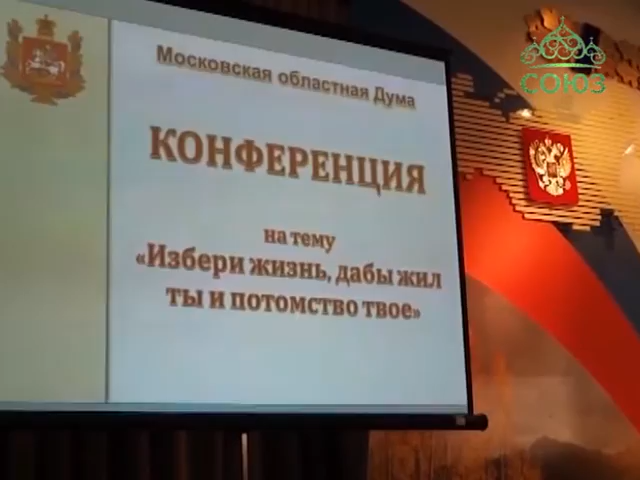 СОЮЗ
Московская областная Дума
КОНФЕРЕНЦИЯ
на тему
«Избери жизнь, дабы жил
ты и потомство твое»